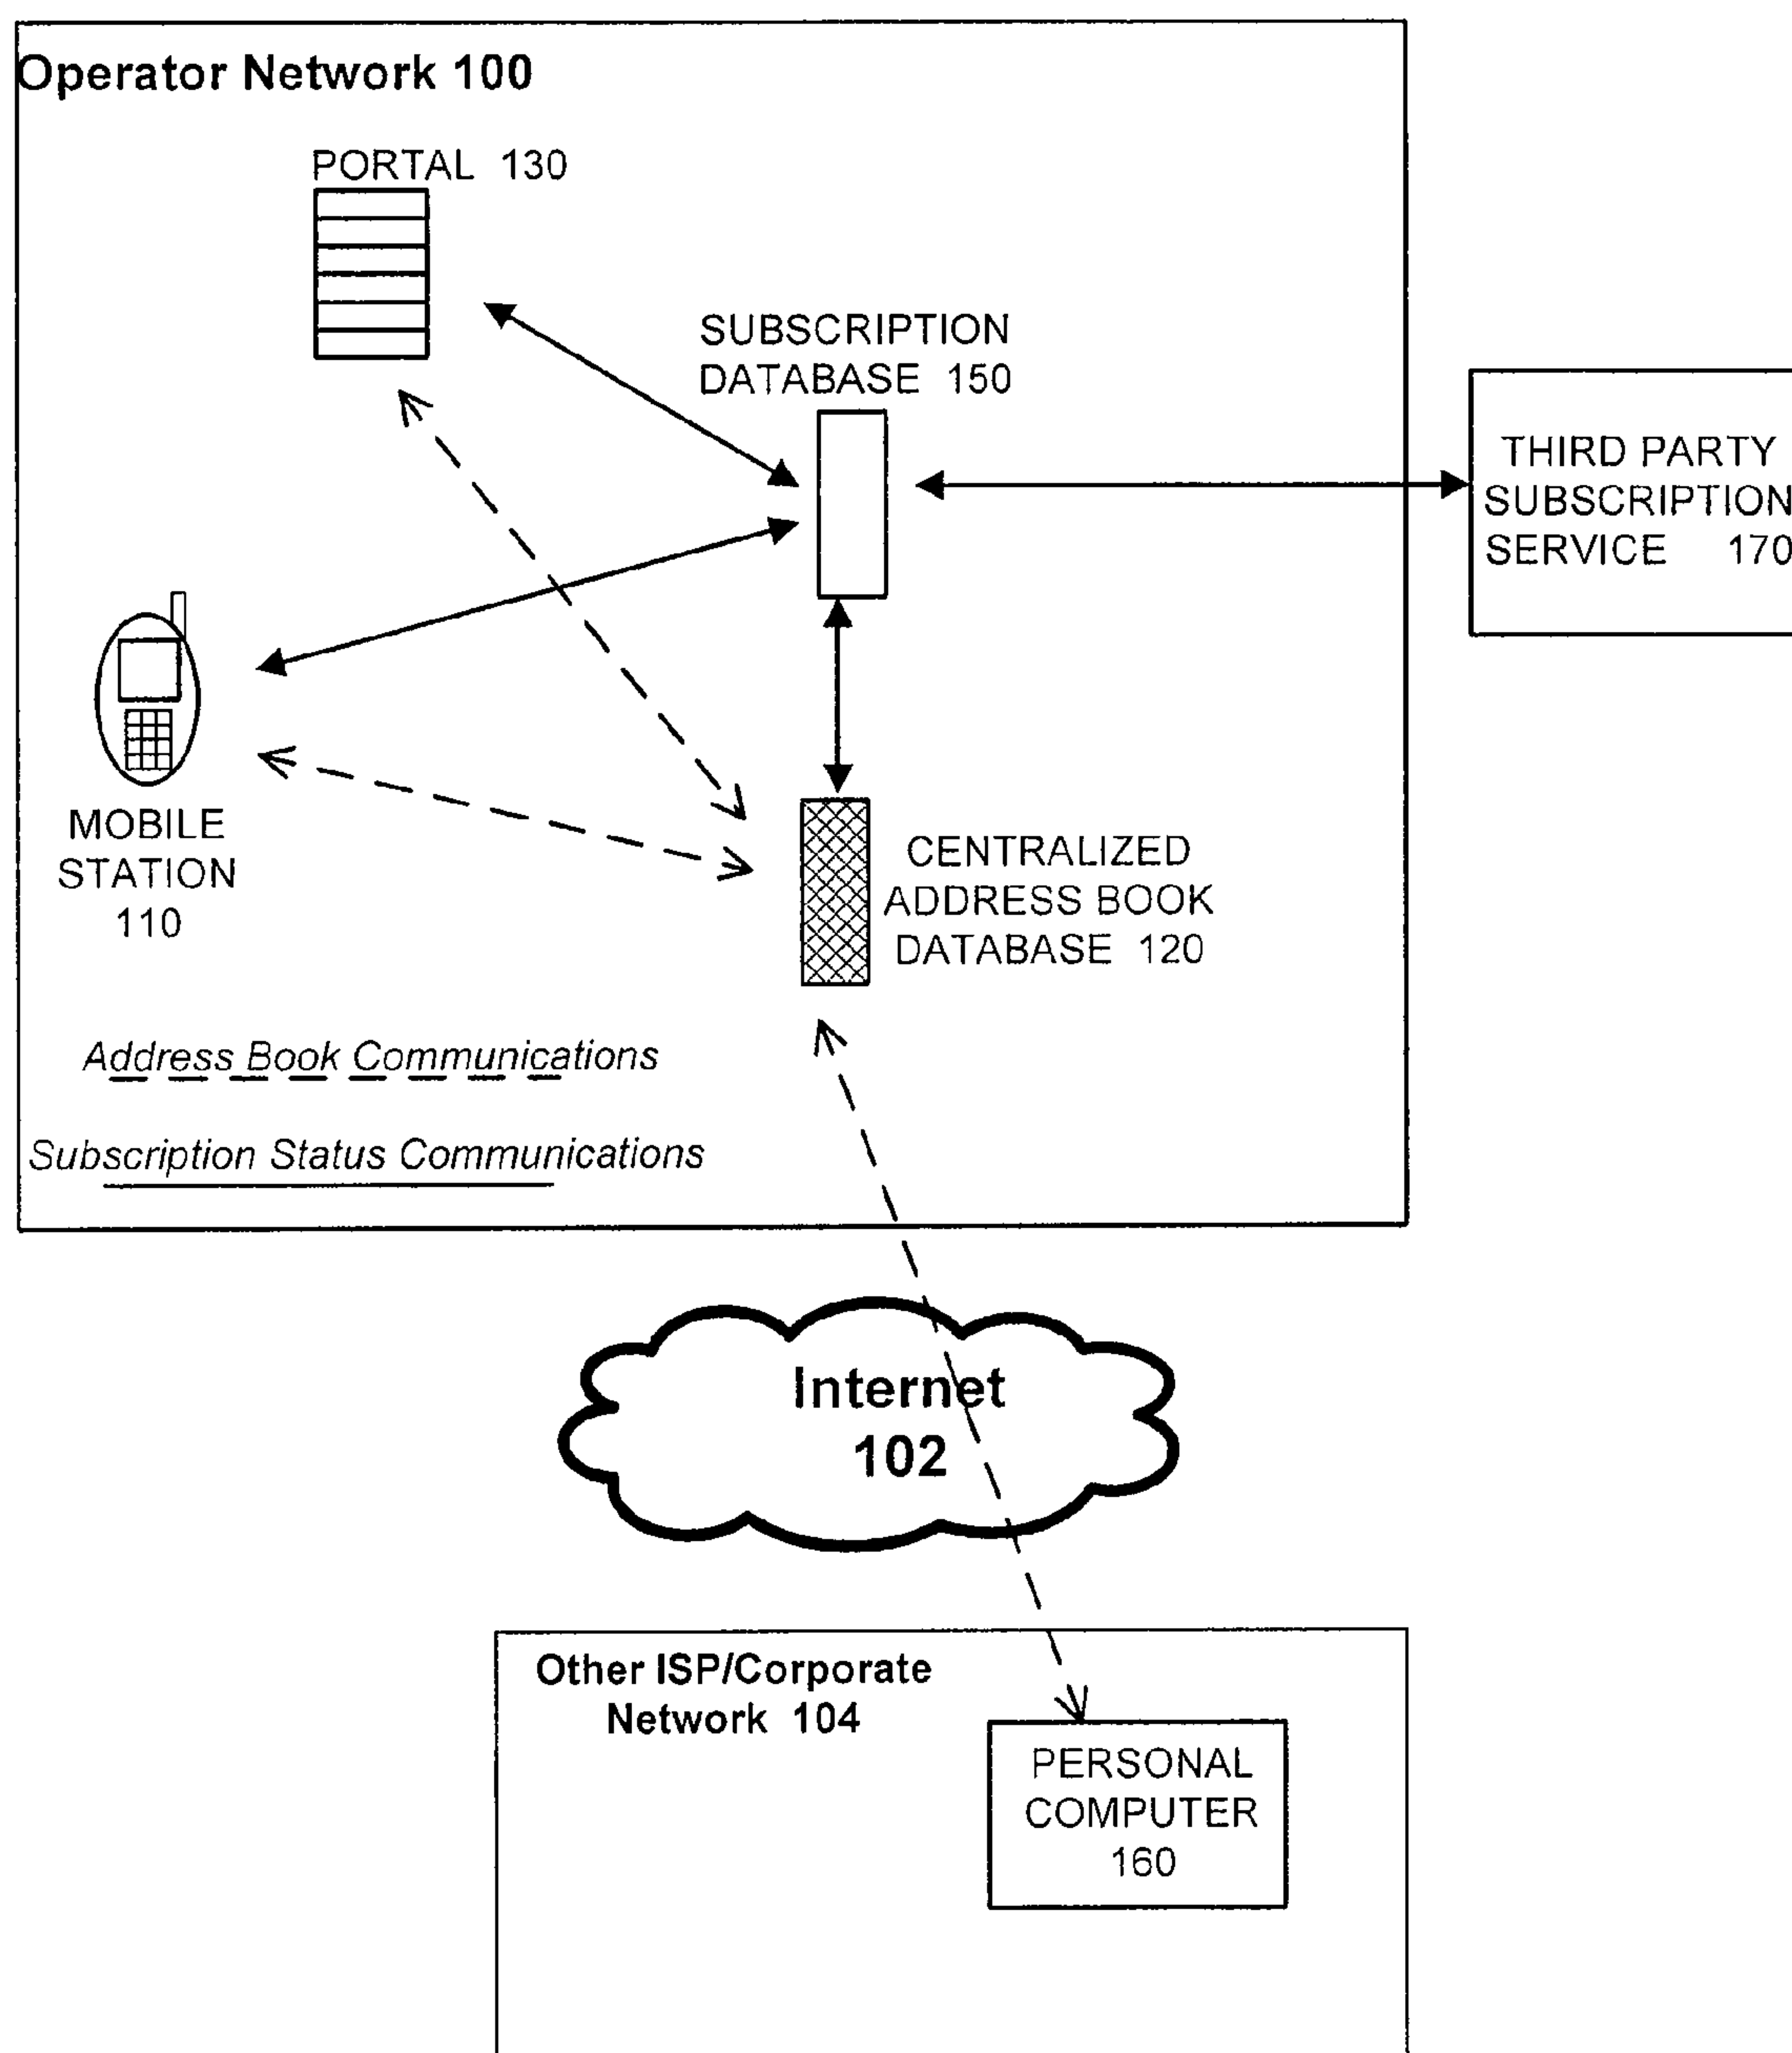 Operator Network 100
PORTAL 130
SUBSCRIPTION
DATABASE 150
THIRD PARTY
SUBSCRIPTION
SERVICE 170
MOBILE
STATION
110
CENTRALIZED
ADDRESS BOOK
DATABASE 120
Address Book Communications
Subscription Status Communications
Internet
102
Other ISP/Corporate
Network 104
PERSONAL
COMPUTER
160